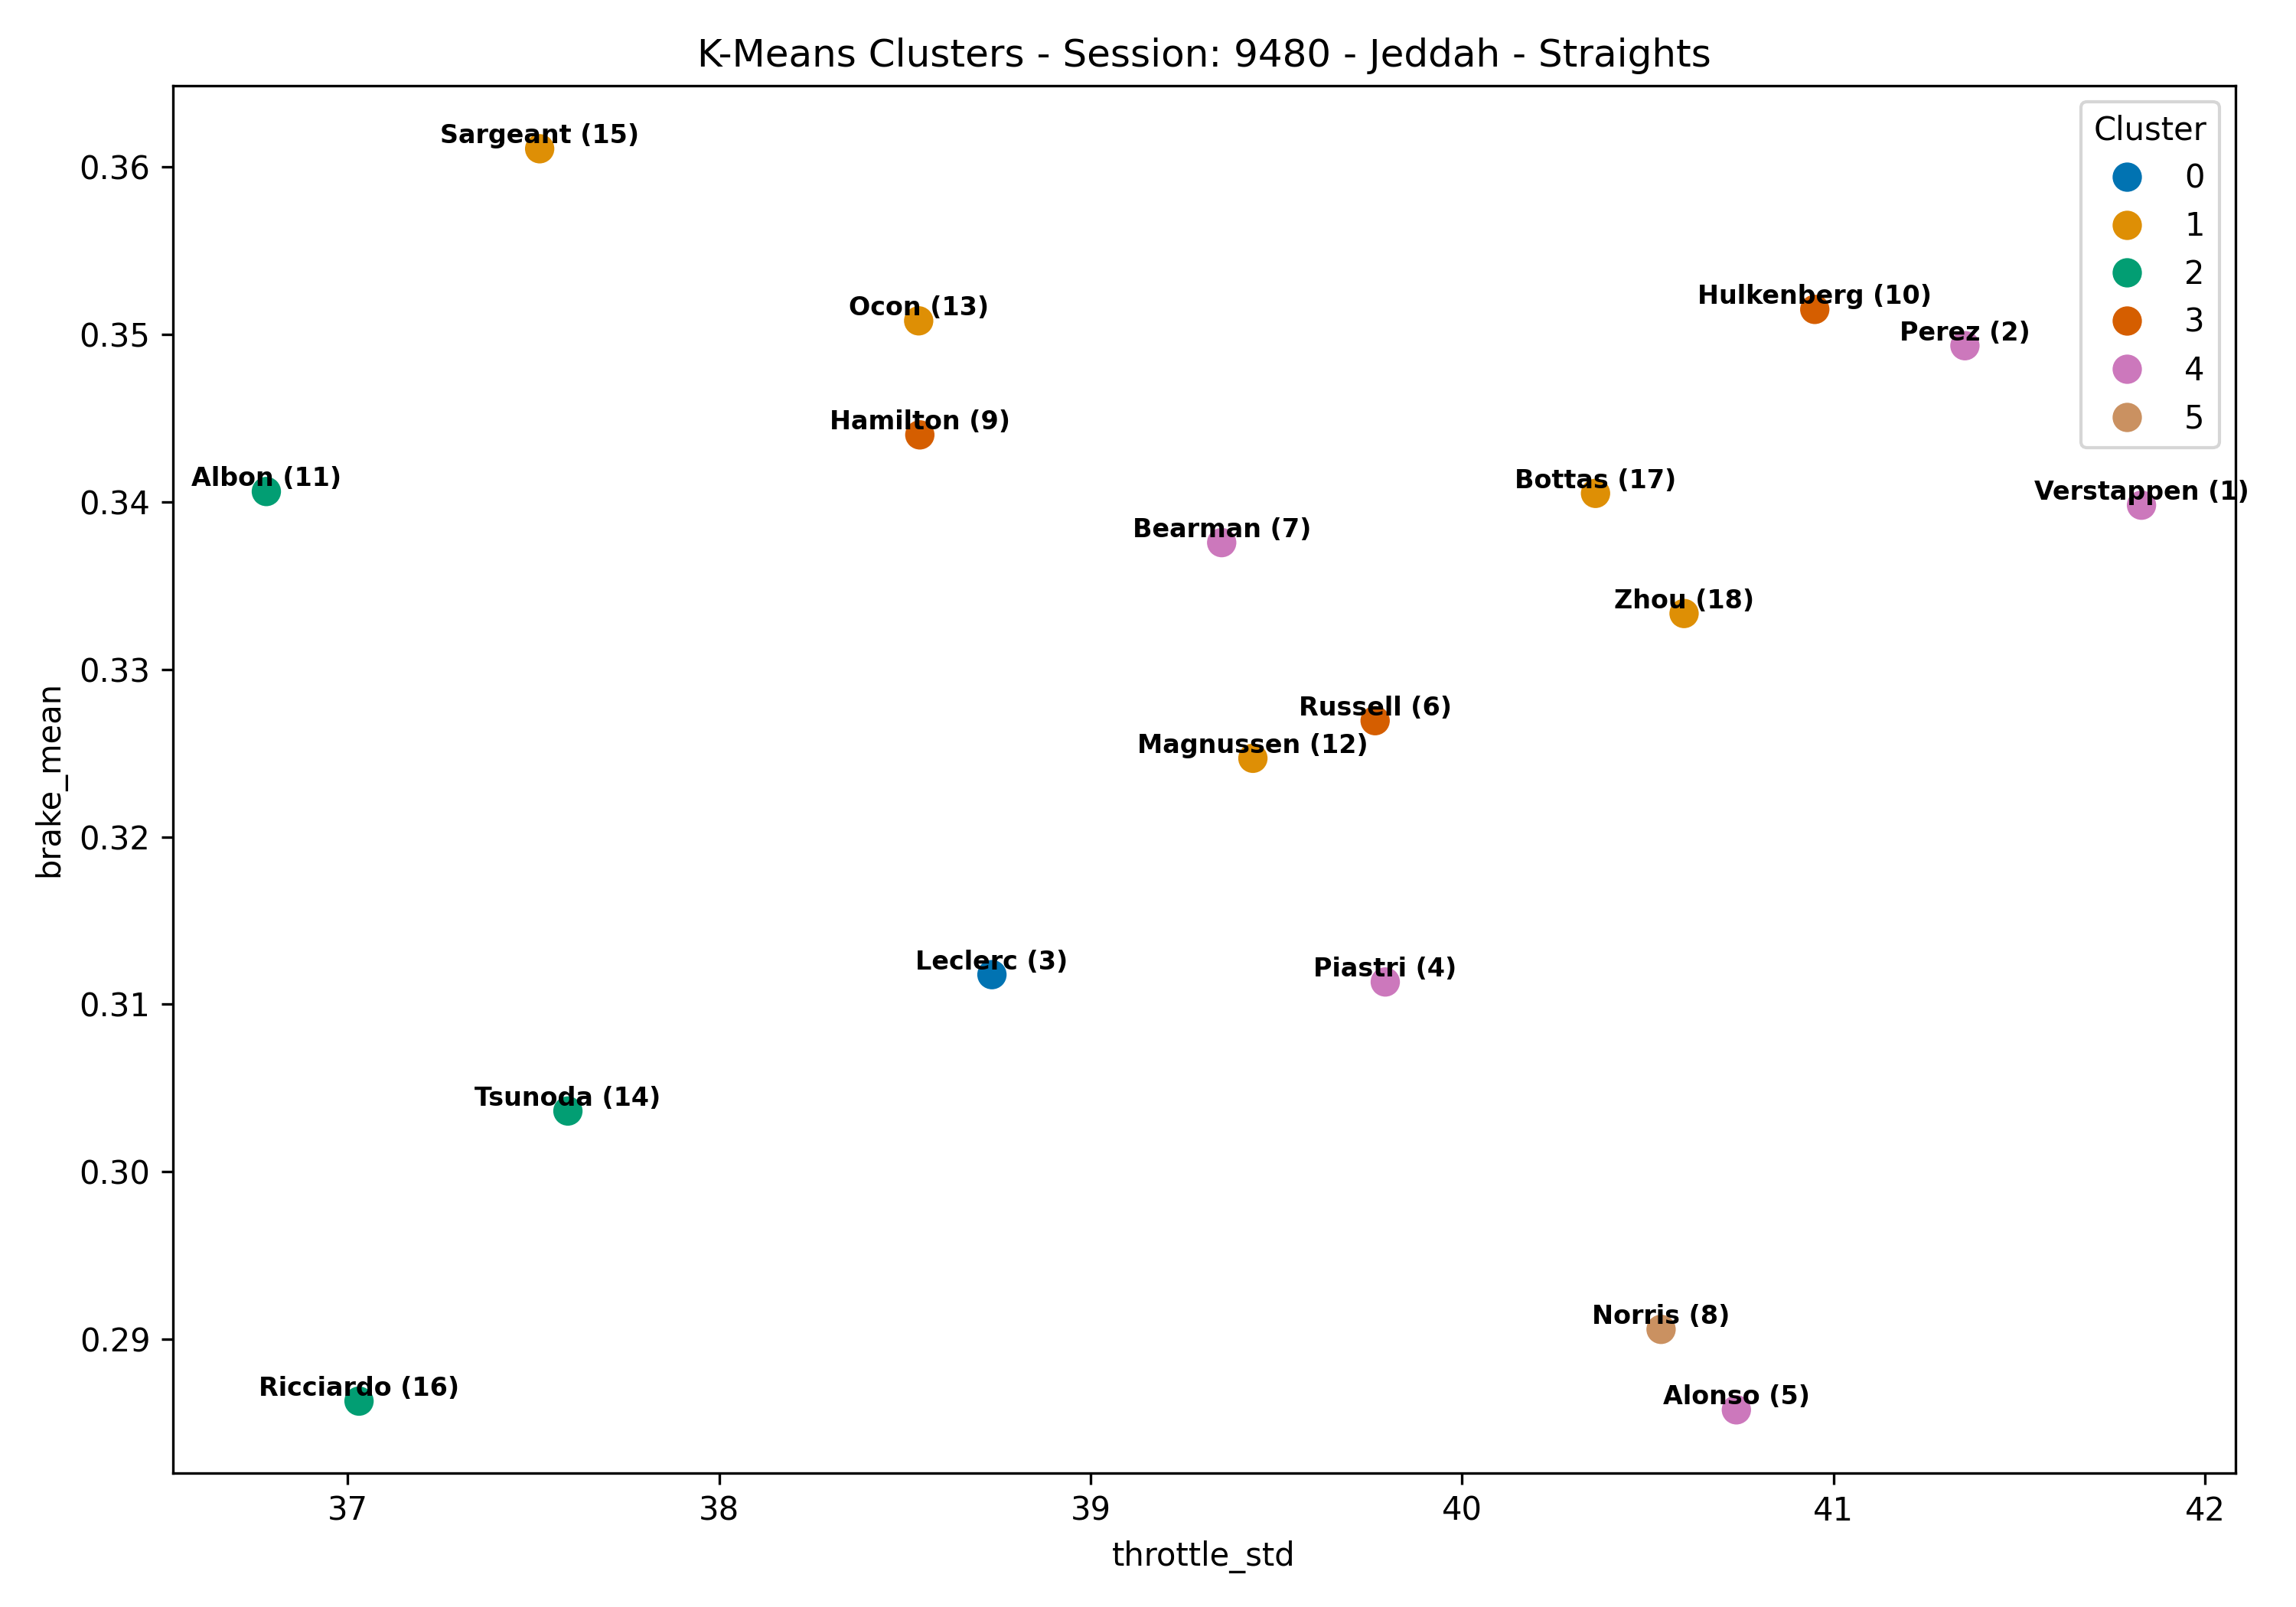 K-Means Clusters - Session: 9480 - Jeddah - Straights
Sargeant (15)
Ocon (13)
Hulkenberg (10)
Perez (2)
Hamilton (9)
Albon (11)
Bottas (17)
Verstappen (1)
Bearman (7)
Zhou (18)
Russell (6)
Magnussen (12)
Leclerc (3)
Piastri (4)
Tsunoda (14)
Norris (8)
Ricciardo (16)
Alonso (5)
Cluster
0
1
2
3
4
5
0.36
0.35
0.34
0.33
0.32
0.31
0.30
0.29
brake_mean
37 38 39 40 41 42
throttle_std